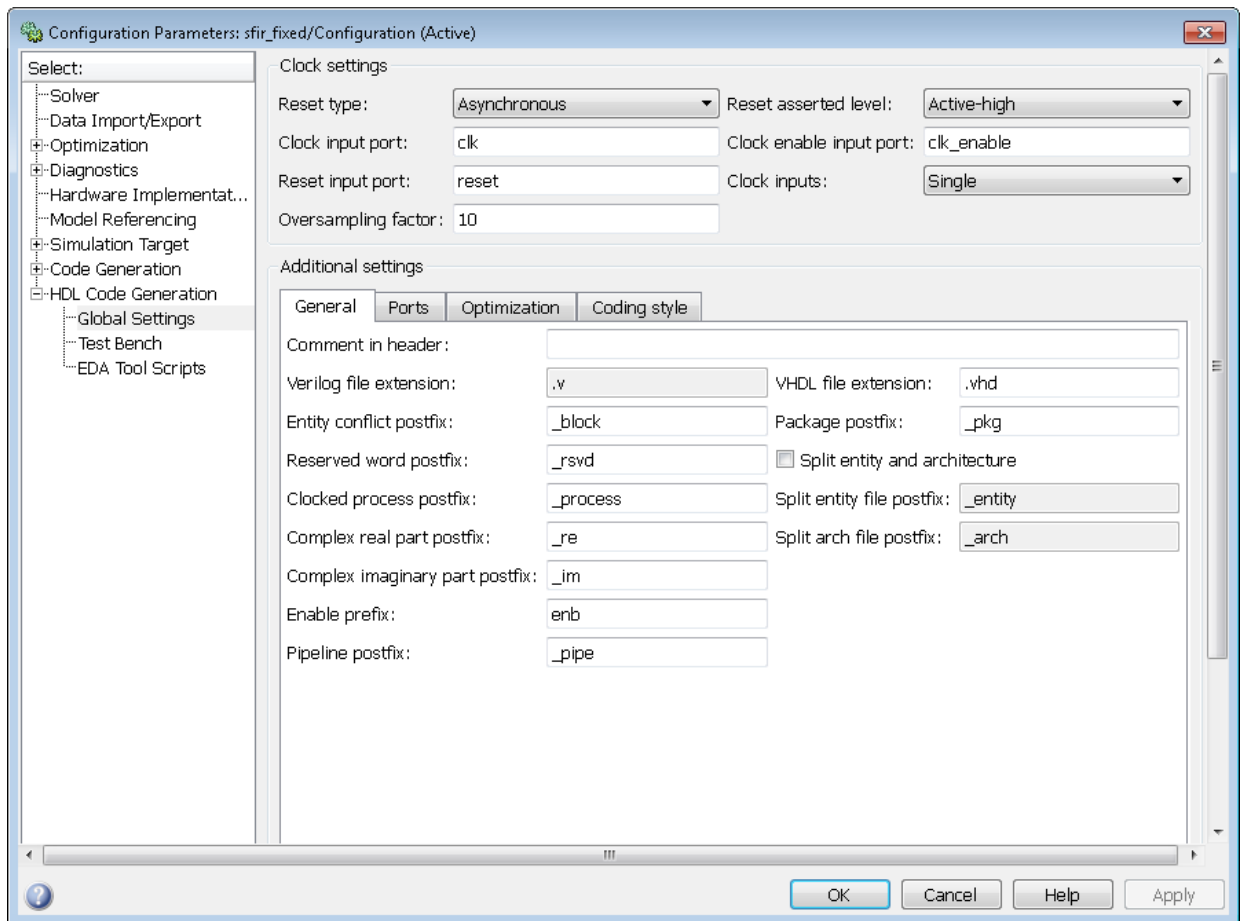 Configuration Parameters: sfir_fixed/Configuration (Active)
Select:
Solver
Data Import/Export
Optimization
Diagnostics
Hardware Implementat...
Model Referencing
Simulation Target
Code Generation
HDL Code Generation
Global Settings
Test Bench
EDA Tool Scripts
Clock settings
Reset type: Asynchronous Reset asserted level: Active-high
Clock input port: clk Clock enable input port: clk_enable
Reset input port: reset Clock inputs: Single
Oversampling factor: 10
Additional settings
General Ports Optimization Coding style
Comment in header:
Verilog file extension: .v VHDL file extension: .vhd
Entity conflict postfix: _block Package postfix: _pkg
Reserved word postfix: _rsvd Split entity and architecture
Clocked process postfix: _process Split entity file postfix: _entity
Complex real part postfix: _re Split arch file postfix: _arch
Complex imaginary part postfix: _im
Enable prefix: enb
Pipeline postfix: _pipe
? OK Cancel Help Apply